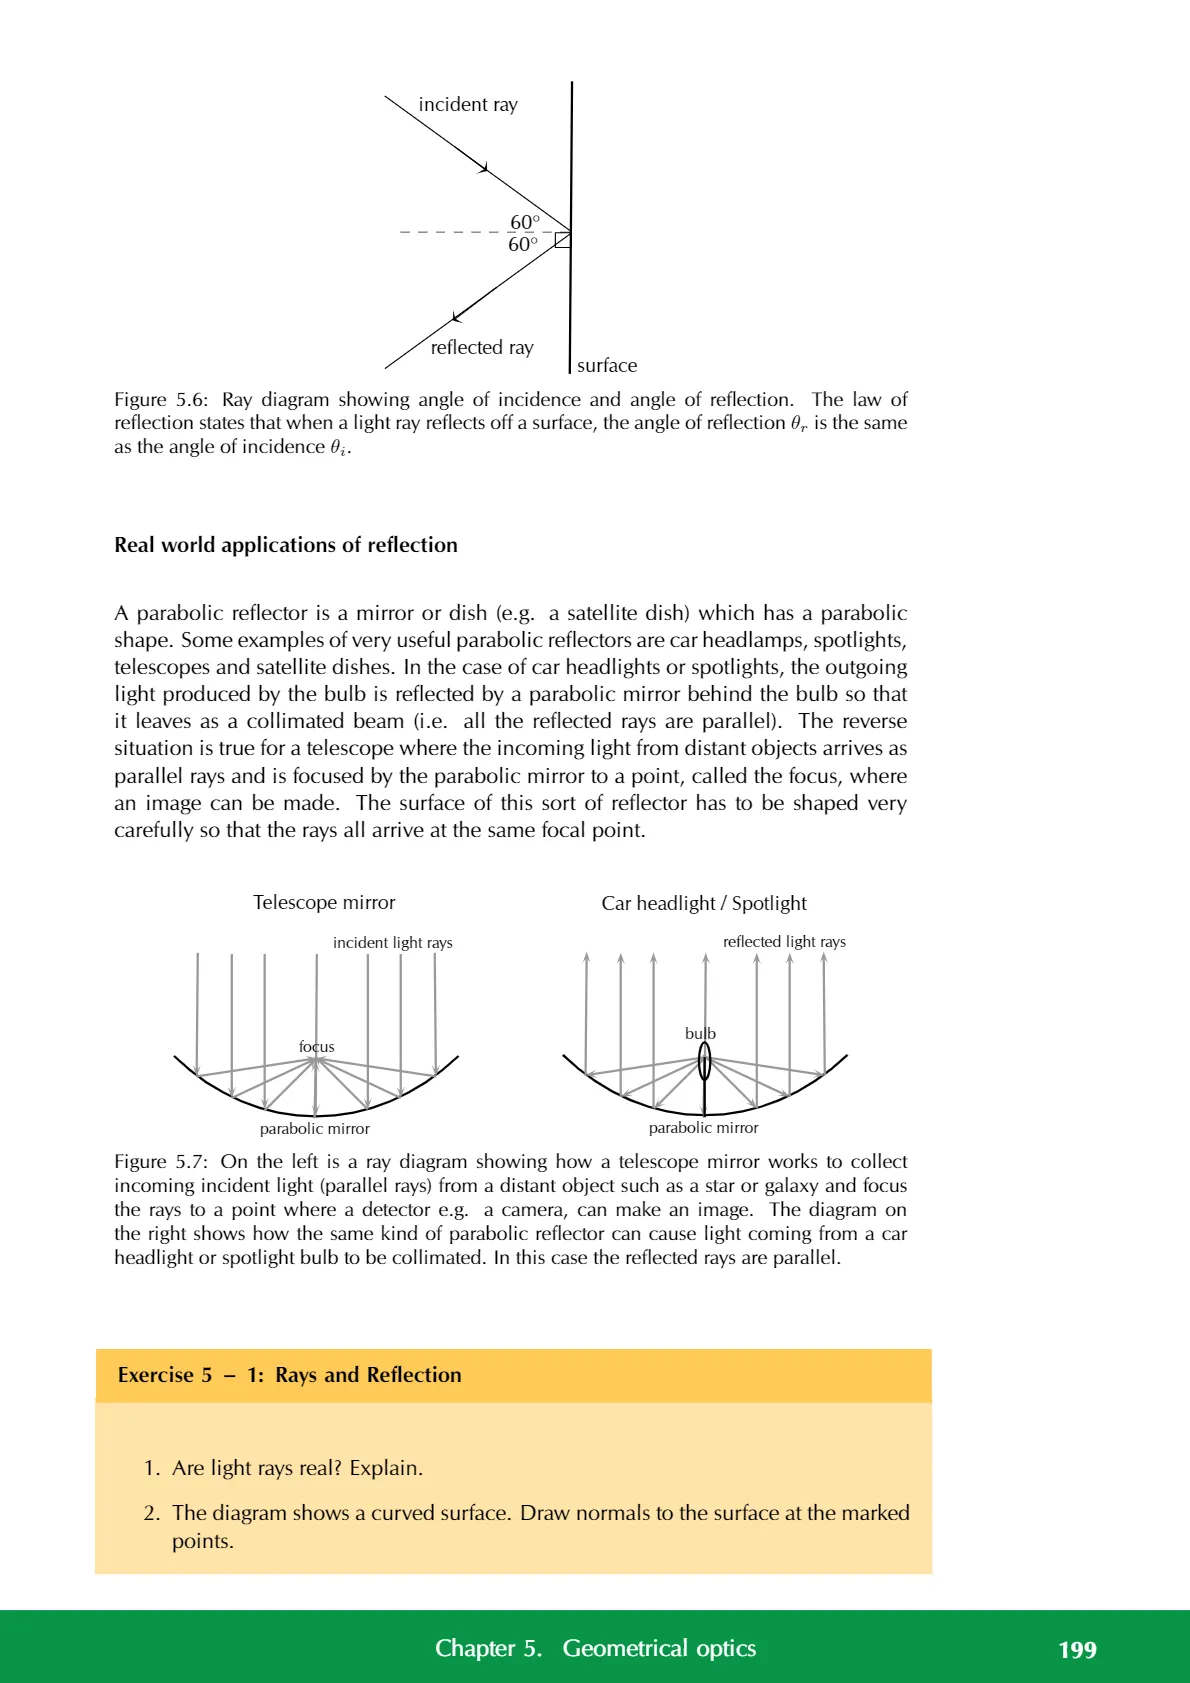 incident ray
60°
60°
reflected ray
surface
Figure 5.6: Ray diagram showing angle of incidence and angle of reflection. The law of
reflection states that when a light ray reflects off a surface, the angle of reflection θr is the same
as the angle of incidence θi.
Real world applications of reflection
A parabolic reflector is a mirror or dish (e.g. a satellite dish) which has a parabolic
shape. Some examples of very useful parabolic reflectors are car headlamps, spotlights,
telescopes and satellite dishes. In the case of car headlights or spotlights, the outgoing
light produced by the bulb is reflected by a parabolic mirror behind the bulb so that
it leaves as a collimated beam (i.e. all the reflected rays are parallel). The reverse
situation is true for a telescope where the incoming light from distant objects arrives as
parallel rays and is focused by the parabolic mirror to a point, called the focus, where
an image can be made. The surface of this sort of reflector has to be shaped very
carefully so that the rays all arrive at the same focal point.
Telescope mirror
incident light rays
focus
parabolic mirror
Car headlight / Spotlight
reflected light rays
bulb
parabolic mirror
Figure 5.7: On the left is a ray diagram showing how a telescope mirror works to collect
incoming incident light (parallel rays) from a distant object such as a star or galaxy and focus
the rays to a point where a detector e.g. a camera, can make an image. The diagram on
the right shows how the same kind of parabolic reflector can cause light coming from a car
headlight or spotlight bulb to be collimated. In this case the reflected rays are parallel.
Exercise 5 – 1: Rays and Reflection
1. Are light rays real? Explain.
2. The diagram shows a curved surface. Draw normals to the surface at the marked
points.
Chapter 5. Geometrical optics
199